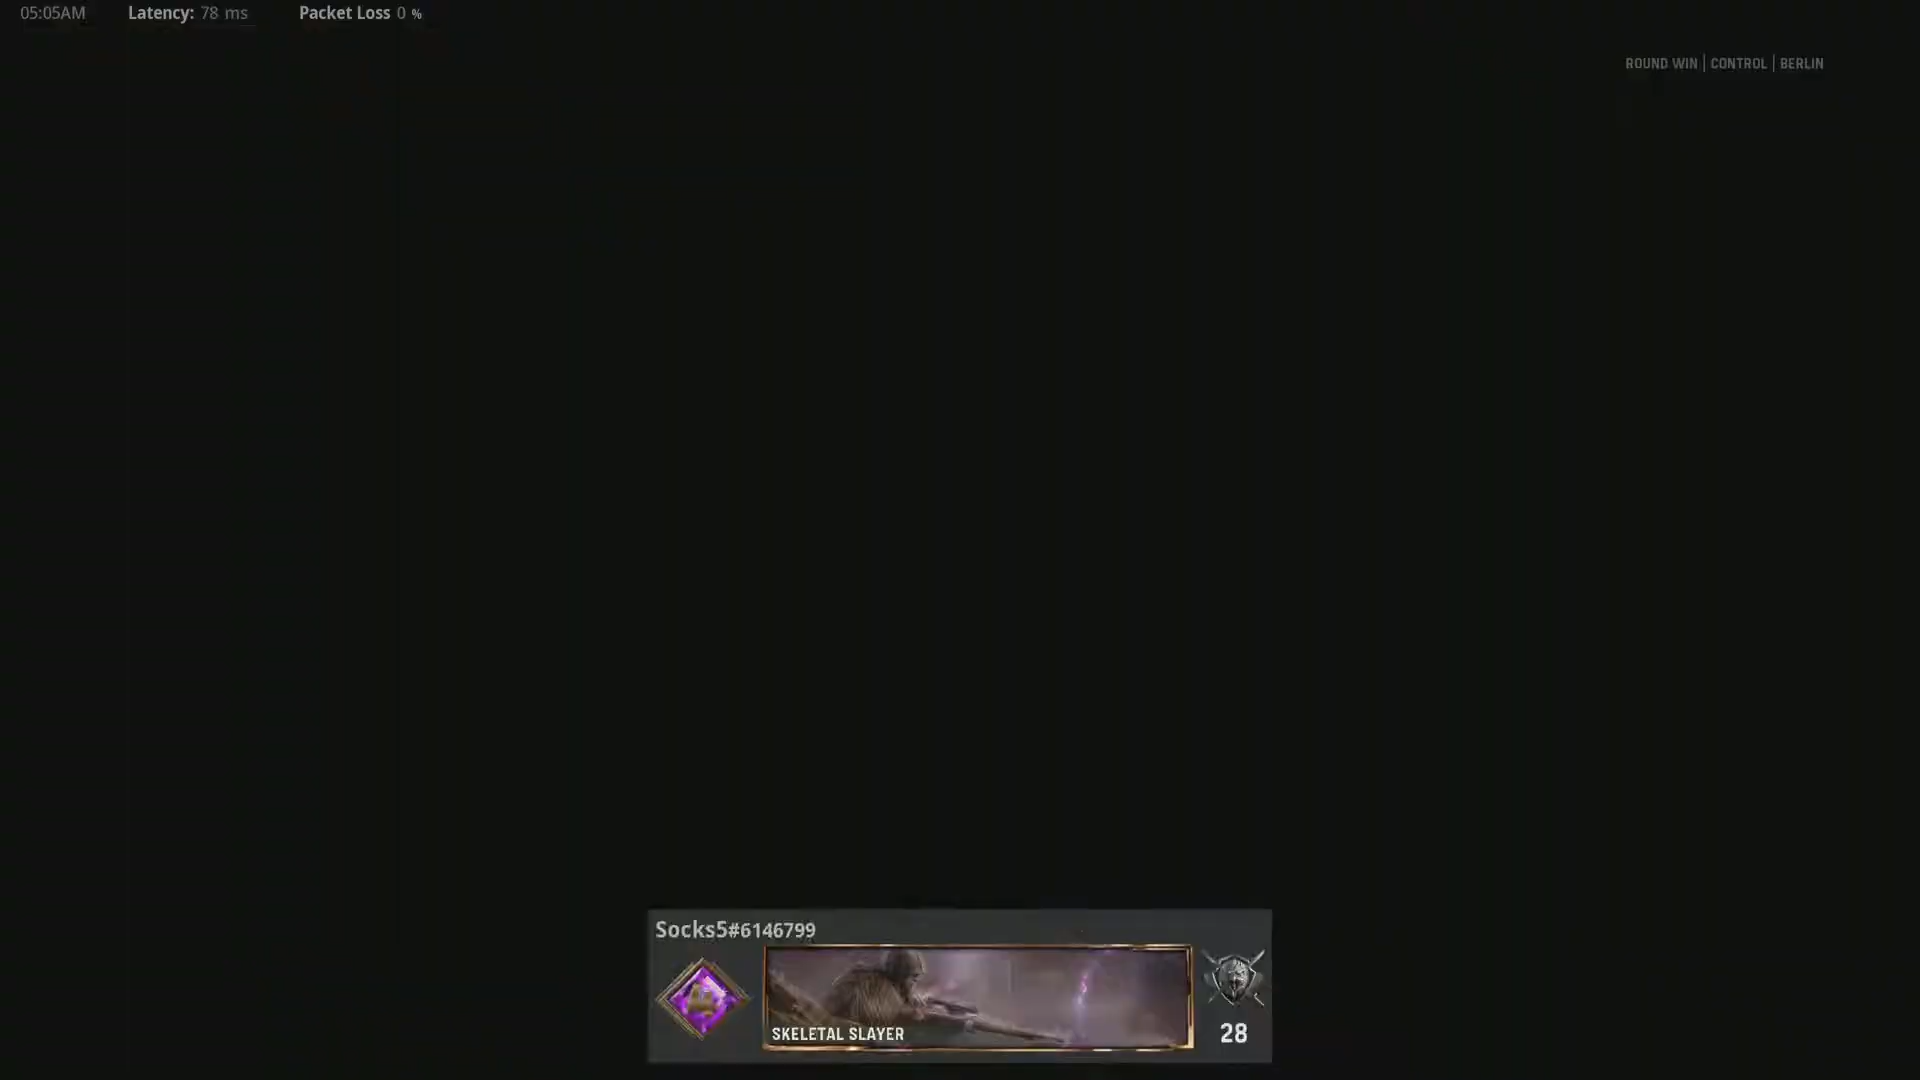 05:05AM Latency: 78 ms Packet Loss 0 %
ROUND WIN | CONTROL | BERLIN
Socks5#6146799
SKELETAL SLAYER
28